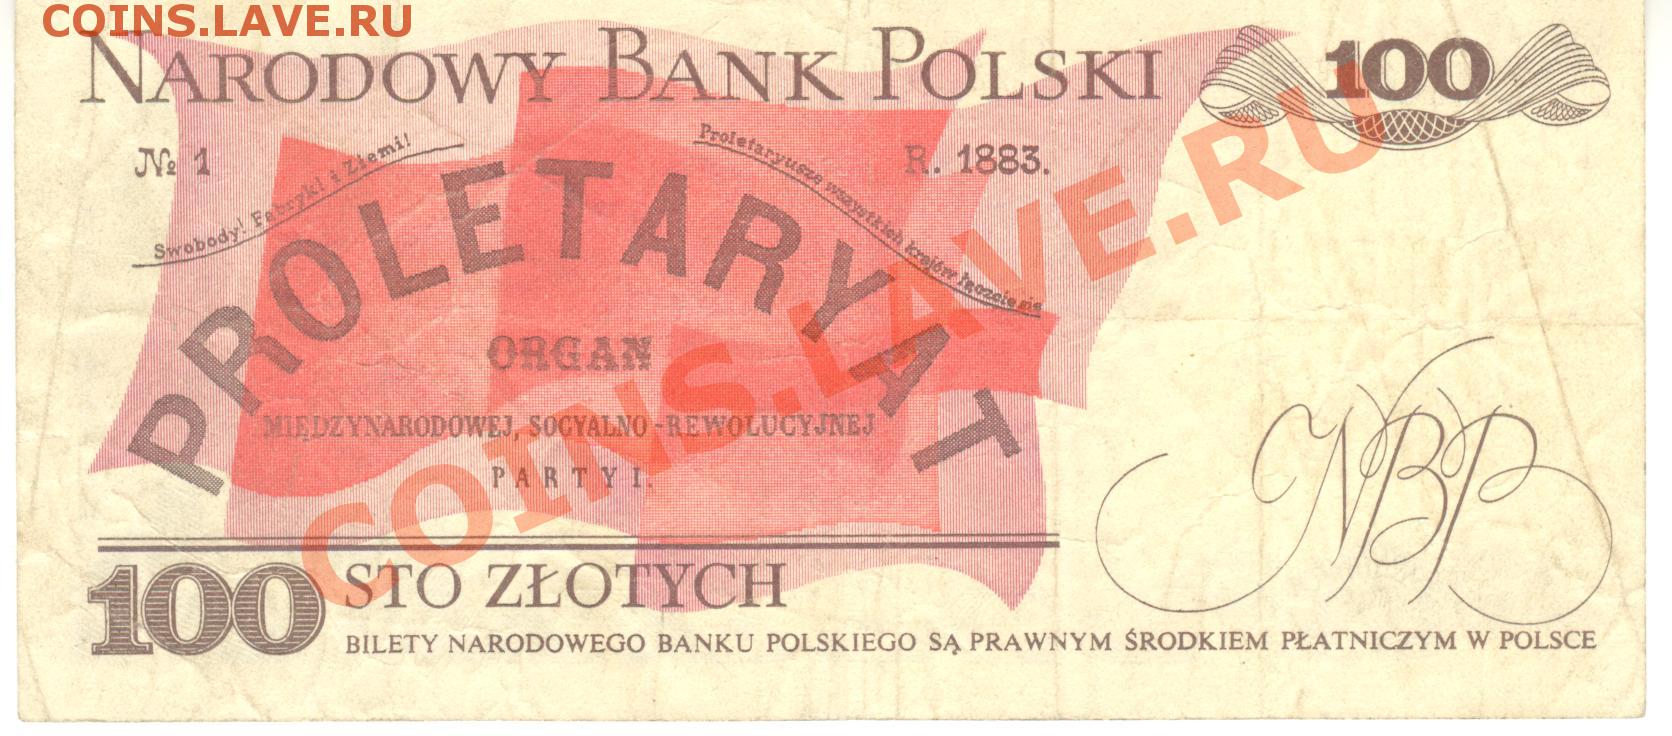 COINS.LAVE.RU
NARODOWY BANK POLSKI
100
№ 1
Swobody! Fabryk! i Ziemi!
Proletaryusze wszystkich krajów łączcie się
R. 1883.
PROLETARYAT
ORGAN
MIĘDZYNARODOWEJ, SOCYALNO-REWOLUCYJNEJ
PARTYI.
COINS.LAVE.RU
NBP
100 STO ZŁOTYCH
BILETY NARODOWEGO BANKU POLSKIEGO SĄ PRAWNYM ŚRODKIEM PŁATNICZYM W POLSCE